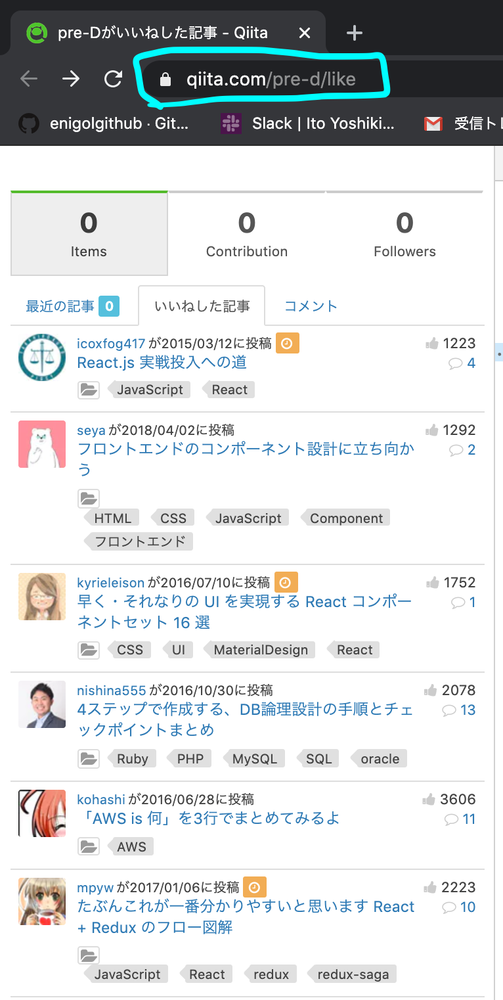 pre-Dがいいねした記事 - Qiita
qiita.com/pre-d/like
enigolgithub · Git... Slack | Ito Yoshiki... 受信トレ
0 0 0
Items Contribution Followers
最近の記事 0 いいねした記事 コメント
icoxfog417 が2015/03/12に投稿 1223
React.js 実戦投入への道 4
JavaScript React
seya が2018/04/02に投稿 1292
フロントエンドのコンポーネント設計に立ち向か 2
う
HTML CSS JavaScript Component
フロントエンド
kyrieleison が2016/07/10に投稿 1752
早く・それなりの UI を実現する React コンポー 1
ネントセット 16 選
CSS UI MaterialDesign React
nishina555 が2016/10/30に投稿 2078
4ステップで作成する、DB論理設計の手順とチェ 13
ックポイントまとめ
Ruby PHP MySQL SQL oracle
kohashi が2016/06/28に投稿 3606
「AWS is 何」を3行でまとめてみるよ 11
AWS
mpyw が2017/01/06に投稿 2223
たぶんこれが一番分かりやすいと思います React 10
+ Redux のフロー図解
JavaScript React redux redux-saga